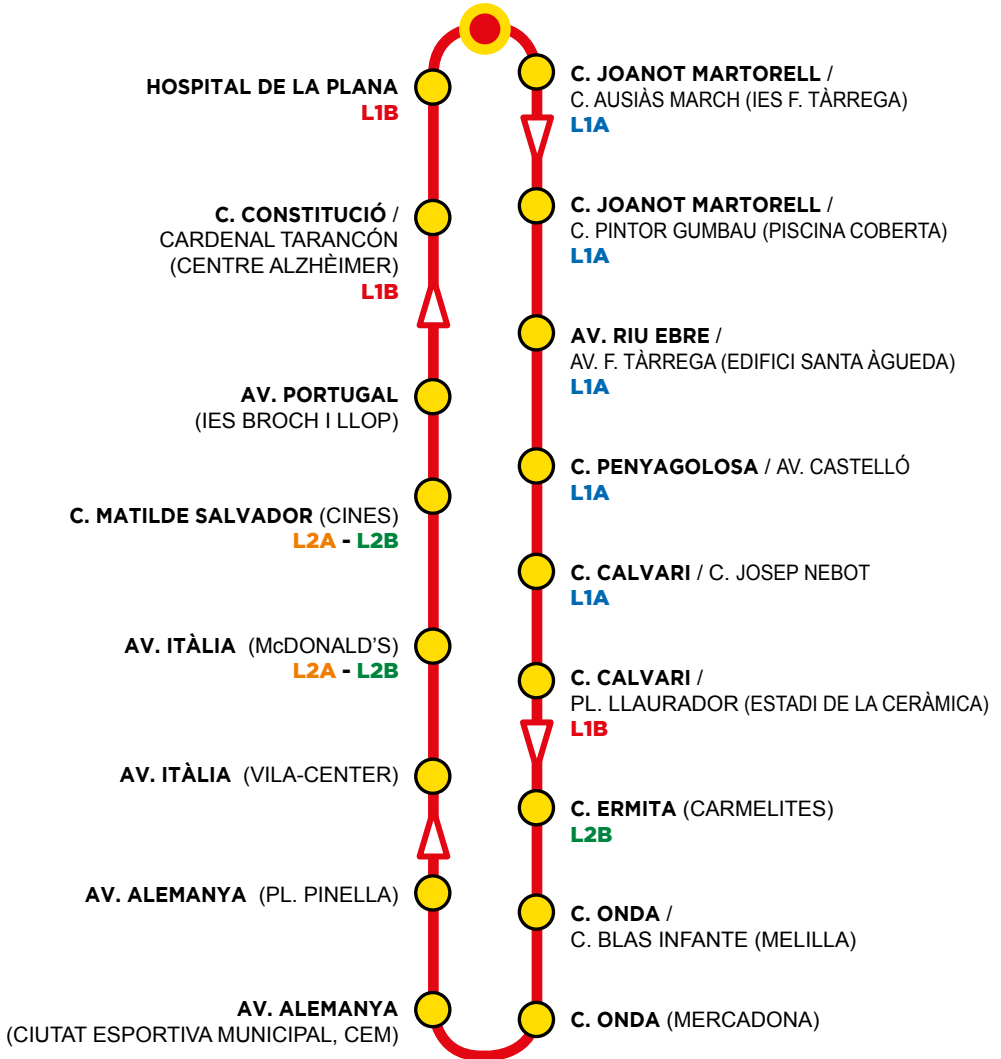 HOSPITAL DE LA PLANA
L1B
C. CONSTITUCIÓ /
CARDENAL TARANCÓN
(CENTRE ALZHÈIMER)
L1B
AV. PORTUGAL
(IES BROCH I LLOP)
C. MATILDE SALVADOR (CINES)
L2A - L2B
AV. ITÀLIA (McDONALD'S)
L2A - L2B
AV. ITÀLIA (VILA-CENTER)
AV. ALEMANYA (PL. PINELLA)
AV. ALEMANYA
(CIUTAT ESPORTIVA MUNICIPAL, CEM)
C. JOANOT MARTORELL /
C. AUSIÀS MARCH (IES F. TÀRREGA)
L1A
C. JOANOT MARTORELL /
C. PINTOR GUMBAU (PISCINA COBERTA)
L1A
AV. RIU EBRE /
AV. F. TÀRREGA (EDIFICI SANTA ÀGUEDA)
L1A
C. PENYAGOLOSA / AV. CASTELLÓ
L1A
C. CALVARI / C. JOSEP NEBOT
L1A
C. CALVARI /
PL. LLAURADOR (ESTADI DE LA CERÀMICA)
L1B
C. ERMITA (CARMELITES)
L2B
C. ONDA /
C. BLAS INFANTE (MELILLA)
C. ONDA (MERCADONA)